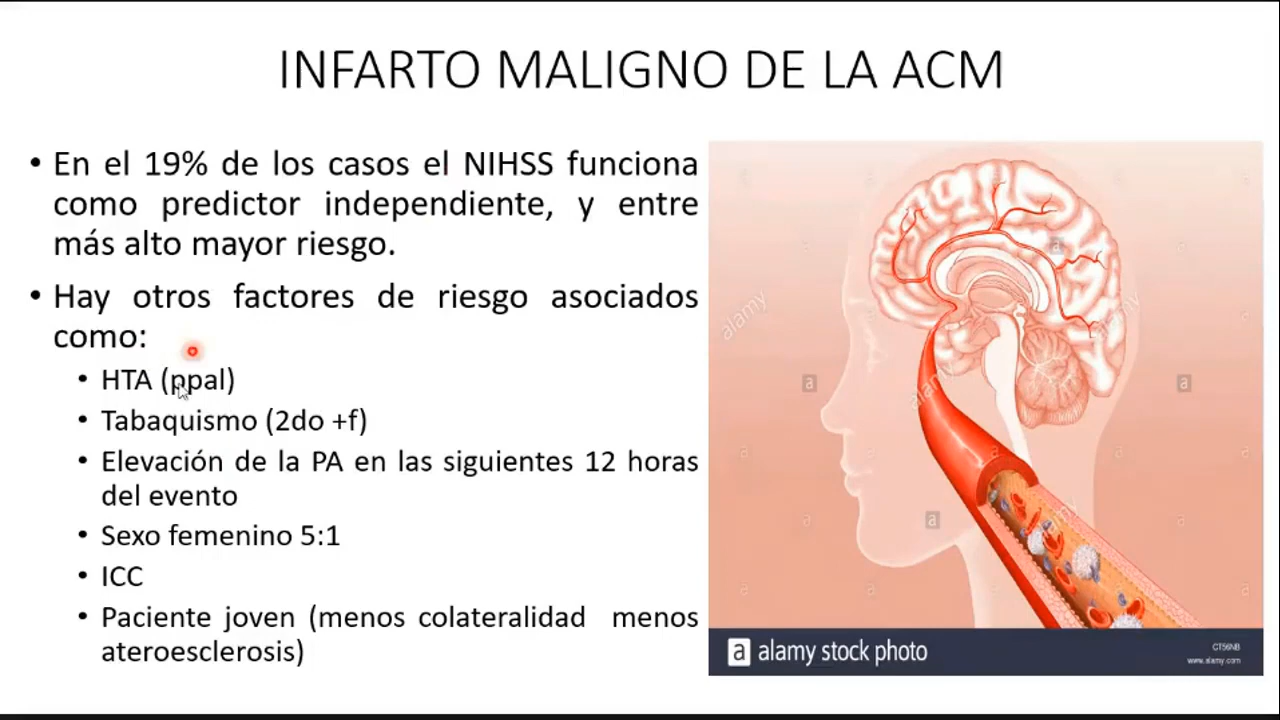 INFARTO MALIGNO DE LA ACM
• En el 19% de los casos el NIHSS funciona
como predictor independiente, y entre
más alto mayor riesgo.
• Hay otros factores de riesgo asociados
como:
• HTA (ppal)
• Tabaquismo (2do +f)
• Elevación de la PA en las siguientes 12 horas
del evento
• Sexo femenino 5:1
• ICC
• Paciente joven (menos colateralidad menos
ateroesclerosis)
alamy
alamy
alamy
a
a
a
a
a alamy stock photo
CT56NB
www.alamy.com